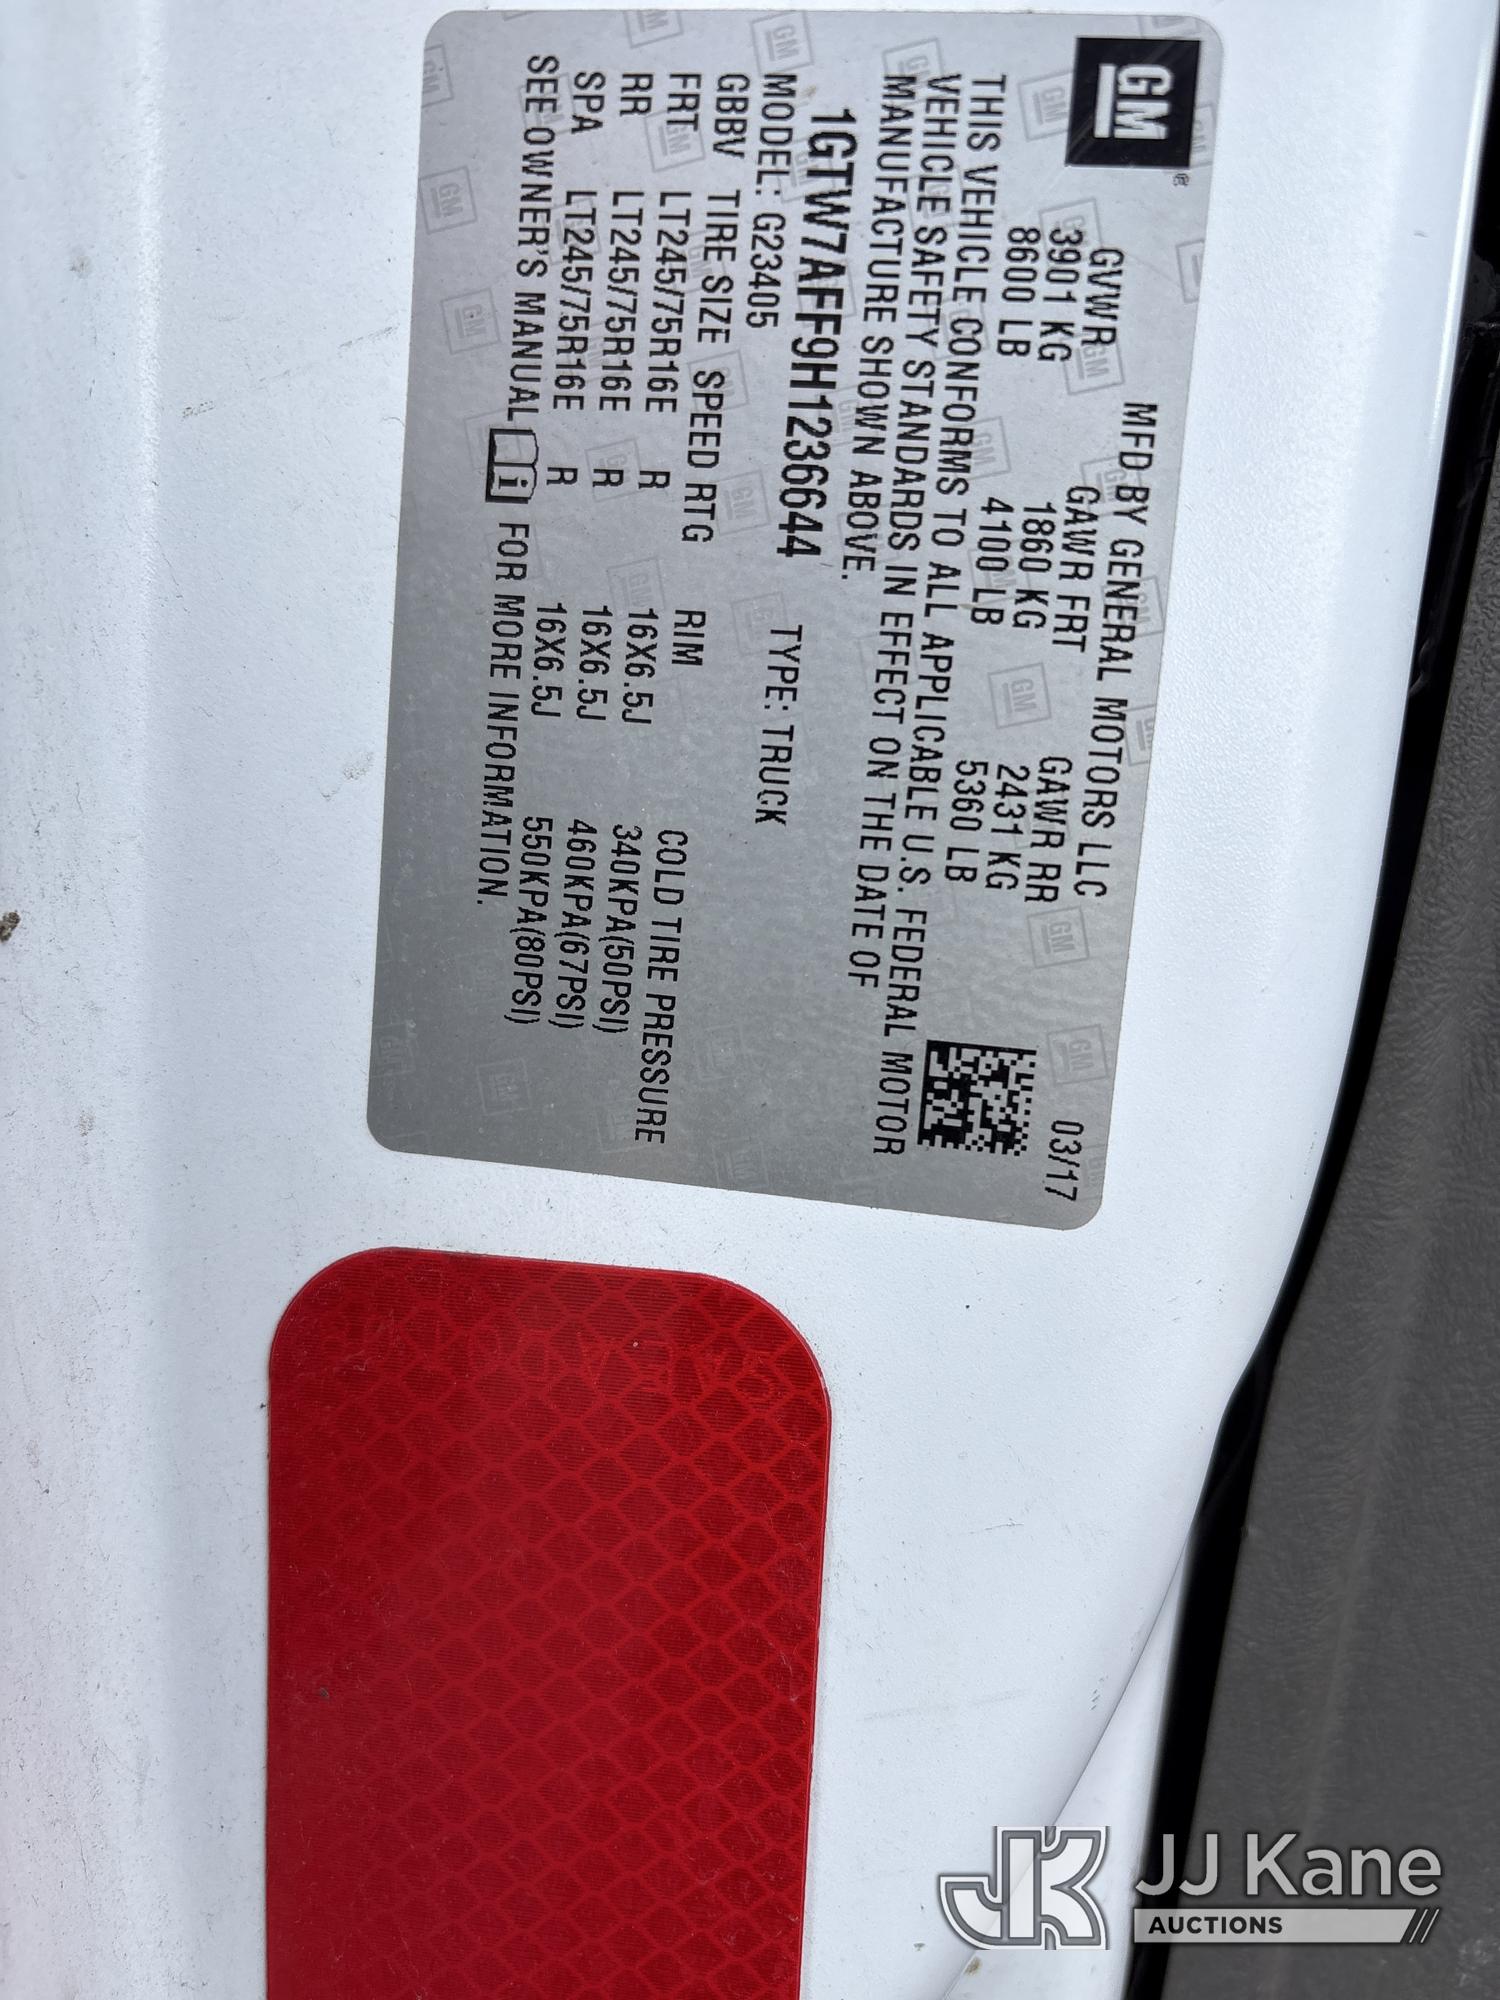 GM ®
MFD BY GENERAL MOTORS LLC 03/17
GVWR GAWR FRT GAWR RR
3901 KG 1860 KG 2431 KG
8600 LB 4100 LB 5360 LB
THIS VEHICLE CONFORMS TO ALL APPLICABLE U.S. FEDERAL MOTOR
VEHICLE SAFETY STANDARDS IN EFFECT ON THE DATE OF
MANUFACTURE SHOWN ABOVE.
1GTW7AFF9H1236644 TYPE: TRUCK
MODEL: G23405
GBBV TIRE SIZE SPEED RTG RIM COLD TIRE PRESSURE
FRT LT245/75R16E R 16X6.5J 340KPA(50PSI)
RR LT245/75R16E R 16X6.5J 460KPA(67PSI)
SPA LT245/75R16E R 16X6.5J 550KPA(80PSI)
SEE OWNER'S MANUAL i FOR MORE INFORMATION.
JK JJ Kane
AUCTIONS